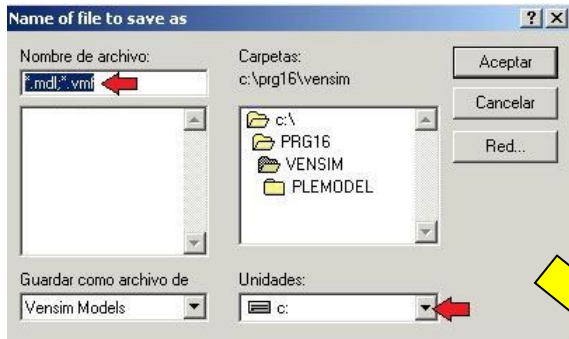 Name of file to save as
Nombre de archivo:
*.mdl;*.vmf
Carpetas:
c:\prg16\vensim
Aceptar
Cancelar
Red...
c:\
PRG16
VENSIM
PLEMODEL
Guardar como archivo de
Vensim Models
Unidades:
c: